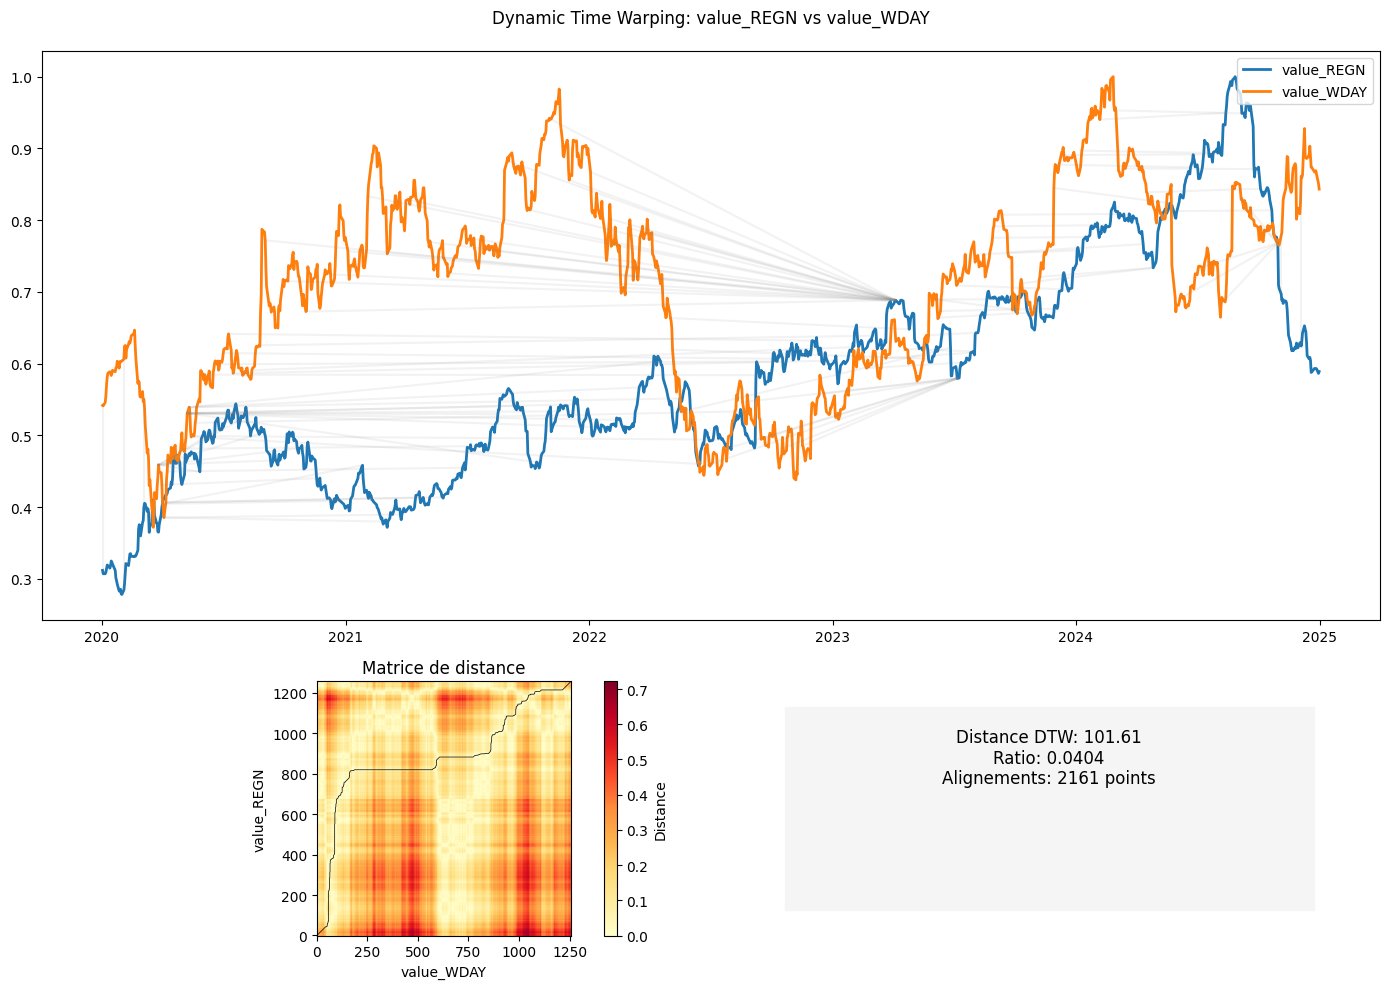 Dynamic Time Warping: value_REGN vs value_WDAY
value_REGN
value_WDAY
1.0
0.9
0.8
0.7
0.6
0.5
0.4
0.3
2020 2021 2022 2023 2024 2025
Matrice de distance
value_REGN
1200
1000
800
600
400
200
0
0 250 500 750 1000 1250
value_WDAY
0.7
0.6
0.5
0.4
0.3
0.2
0.1
0.0
Distance
Distance DTW: 101.61
Ratio: 0.0404
Alignements: 2161 points